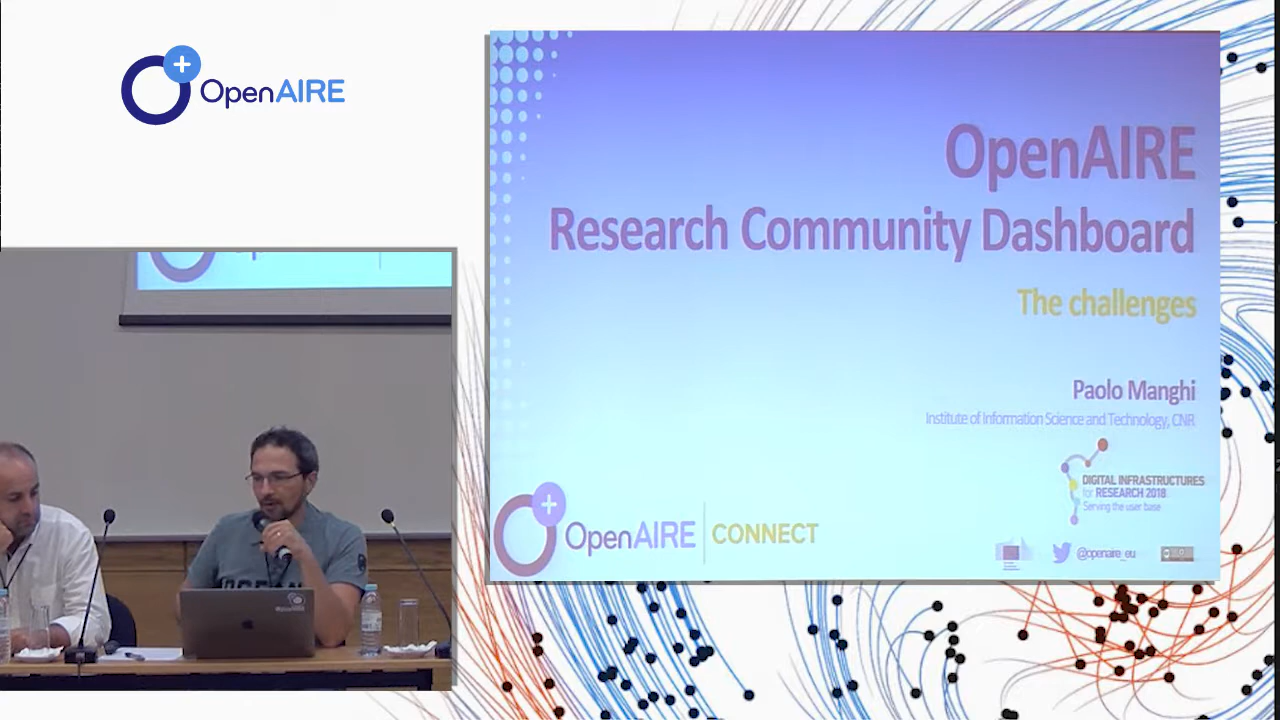 OpenAIRE
OpenAIRE
Research Community Dashboard
The challenges
Paolo Manghi
Institute of Information Science and Technology, CNR
DIGITAL INFRASTRUCTURES
for RESEARCH 2018
Serving the user base
OpenAIRE CONNECT
@openaire_eu